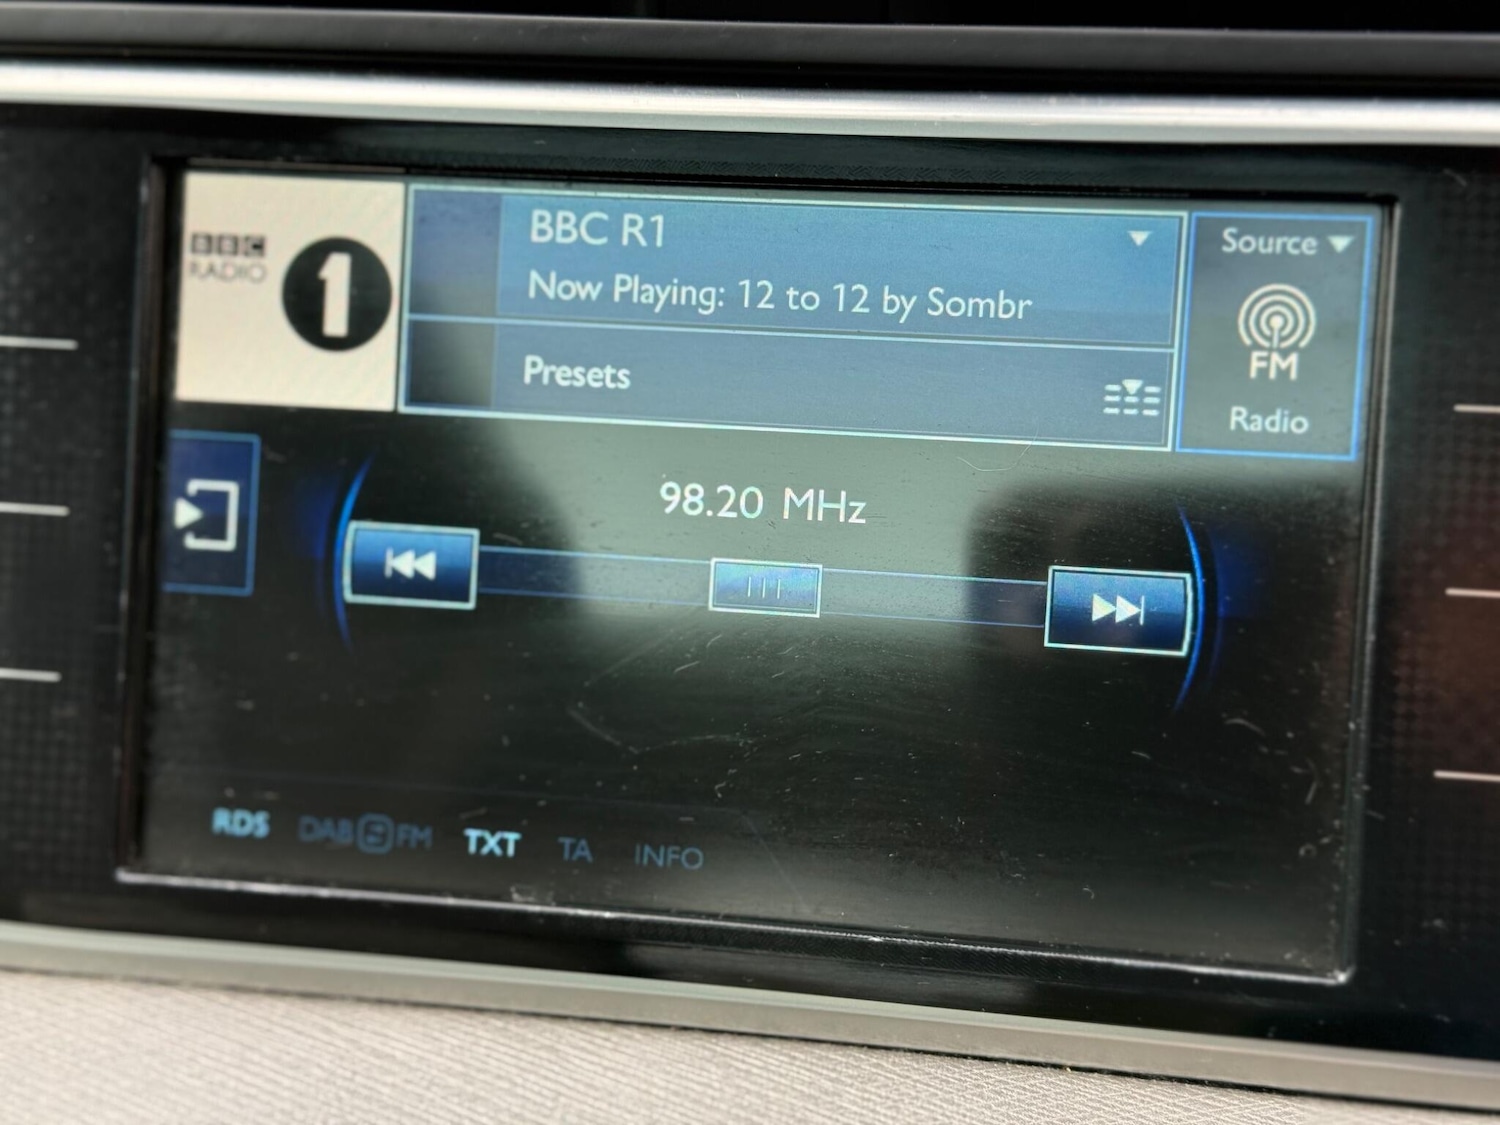 BBC
RADIO
1
BBC R1
Now Playing: 12 to 12 by Sombr
Presets
Source
FM
Radio
98.20 MHz
RDS DAB FM TXT TA INFO